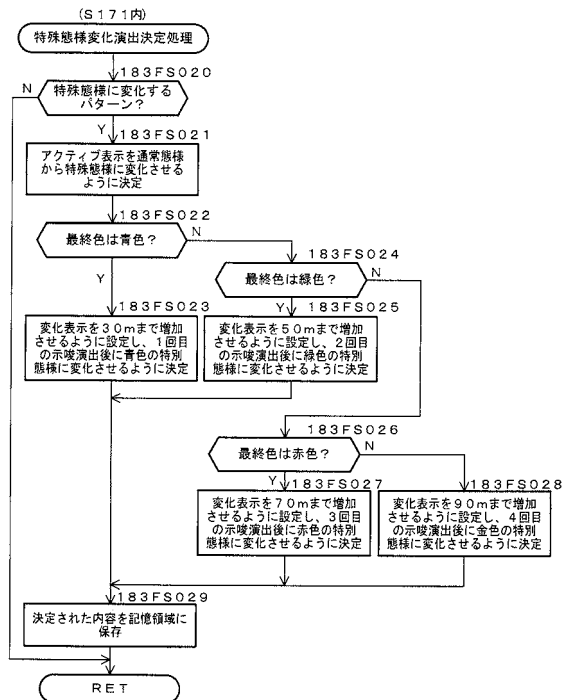 (S171内)
特殊態様変化演出決定処理
183FS020
N
特殊態様に変化する
パターン?
Y
183FS021
アクティブ表示を通常態様
から特殊態様に変化させる
ように決定
183FS022
最終色は青色?
N
Y
183FS024
最終色は緑色?
N
183FS023
Y
183FS025
変化表示を30mまで増加
させるように設定し、1回目
の示唆演出後に青色の特別
態様に変化させるように決定
変化表示を50mまで増加
させるように設定し、2回目
の示唆演出後に緑色の特別
態様に変化させるように決定
183FS026
最終色は赤色?
N
Y
183FS027
183FS028
変化表示を70mまで増加
させるように設定し、3回目
の示唆演出後に赤色の特別
態様に変化させるように決定
変化表示を90mまで増加
させるように設定し、4回目
の示唆演出後に金色の特別
態様に変化させるように決定
183FS029
決定された内容を記憶領域に
保存
RET